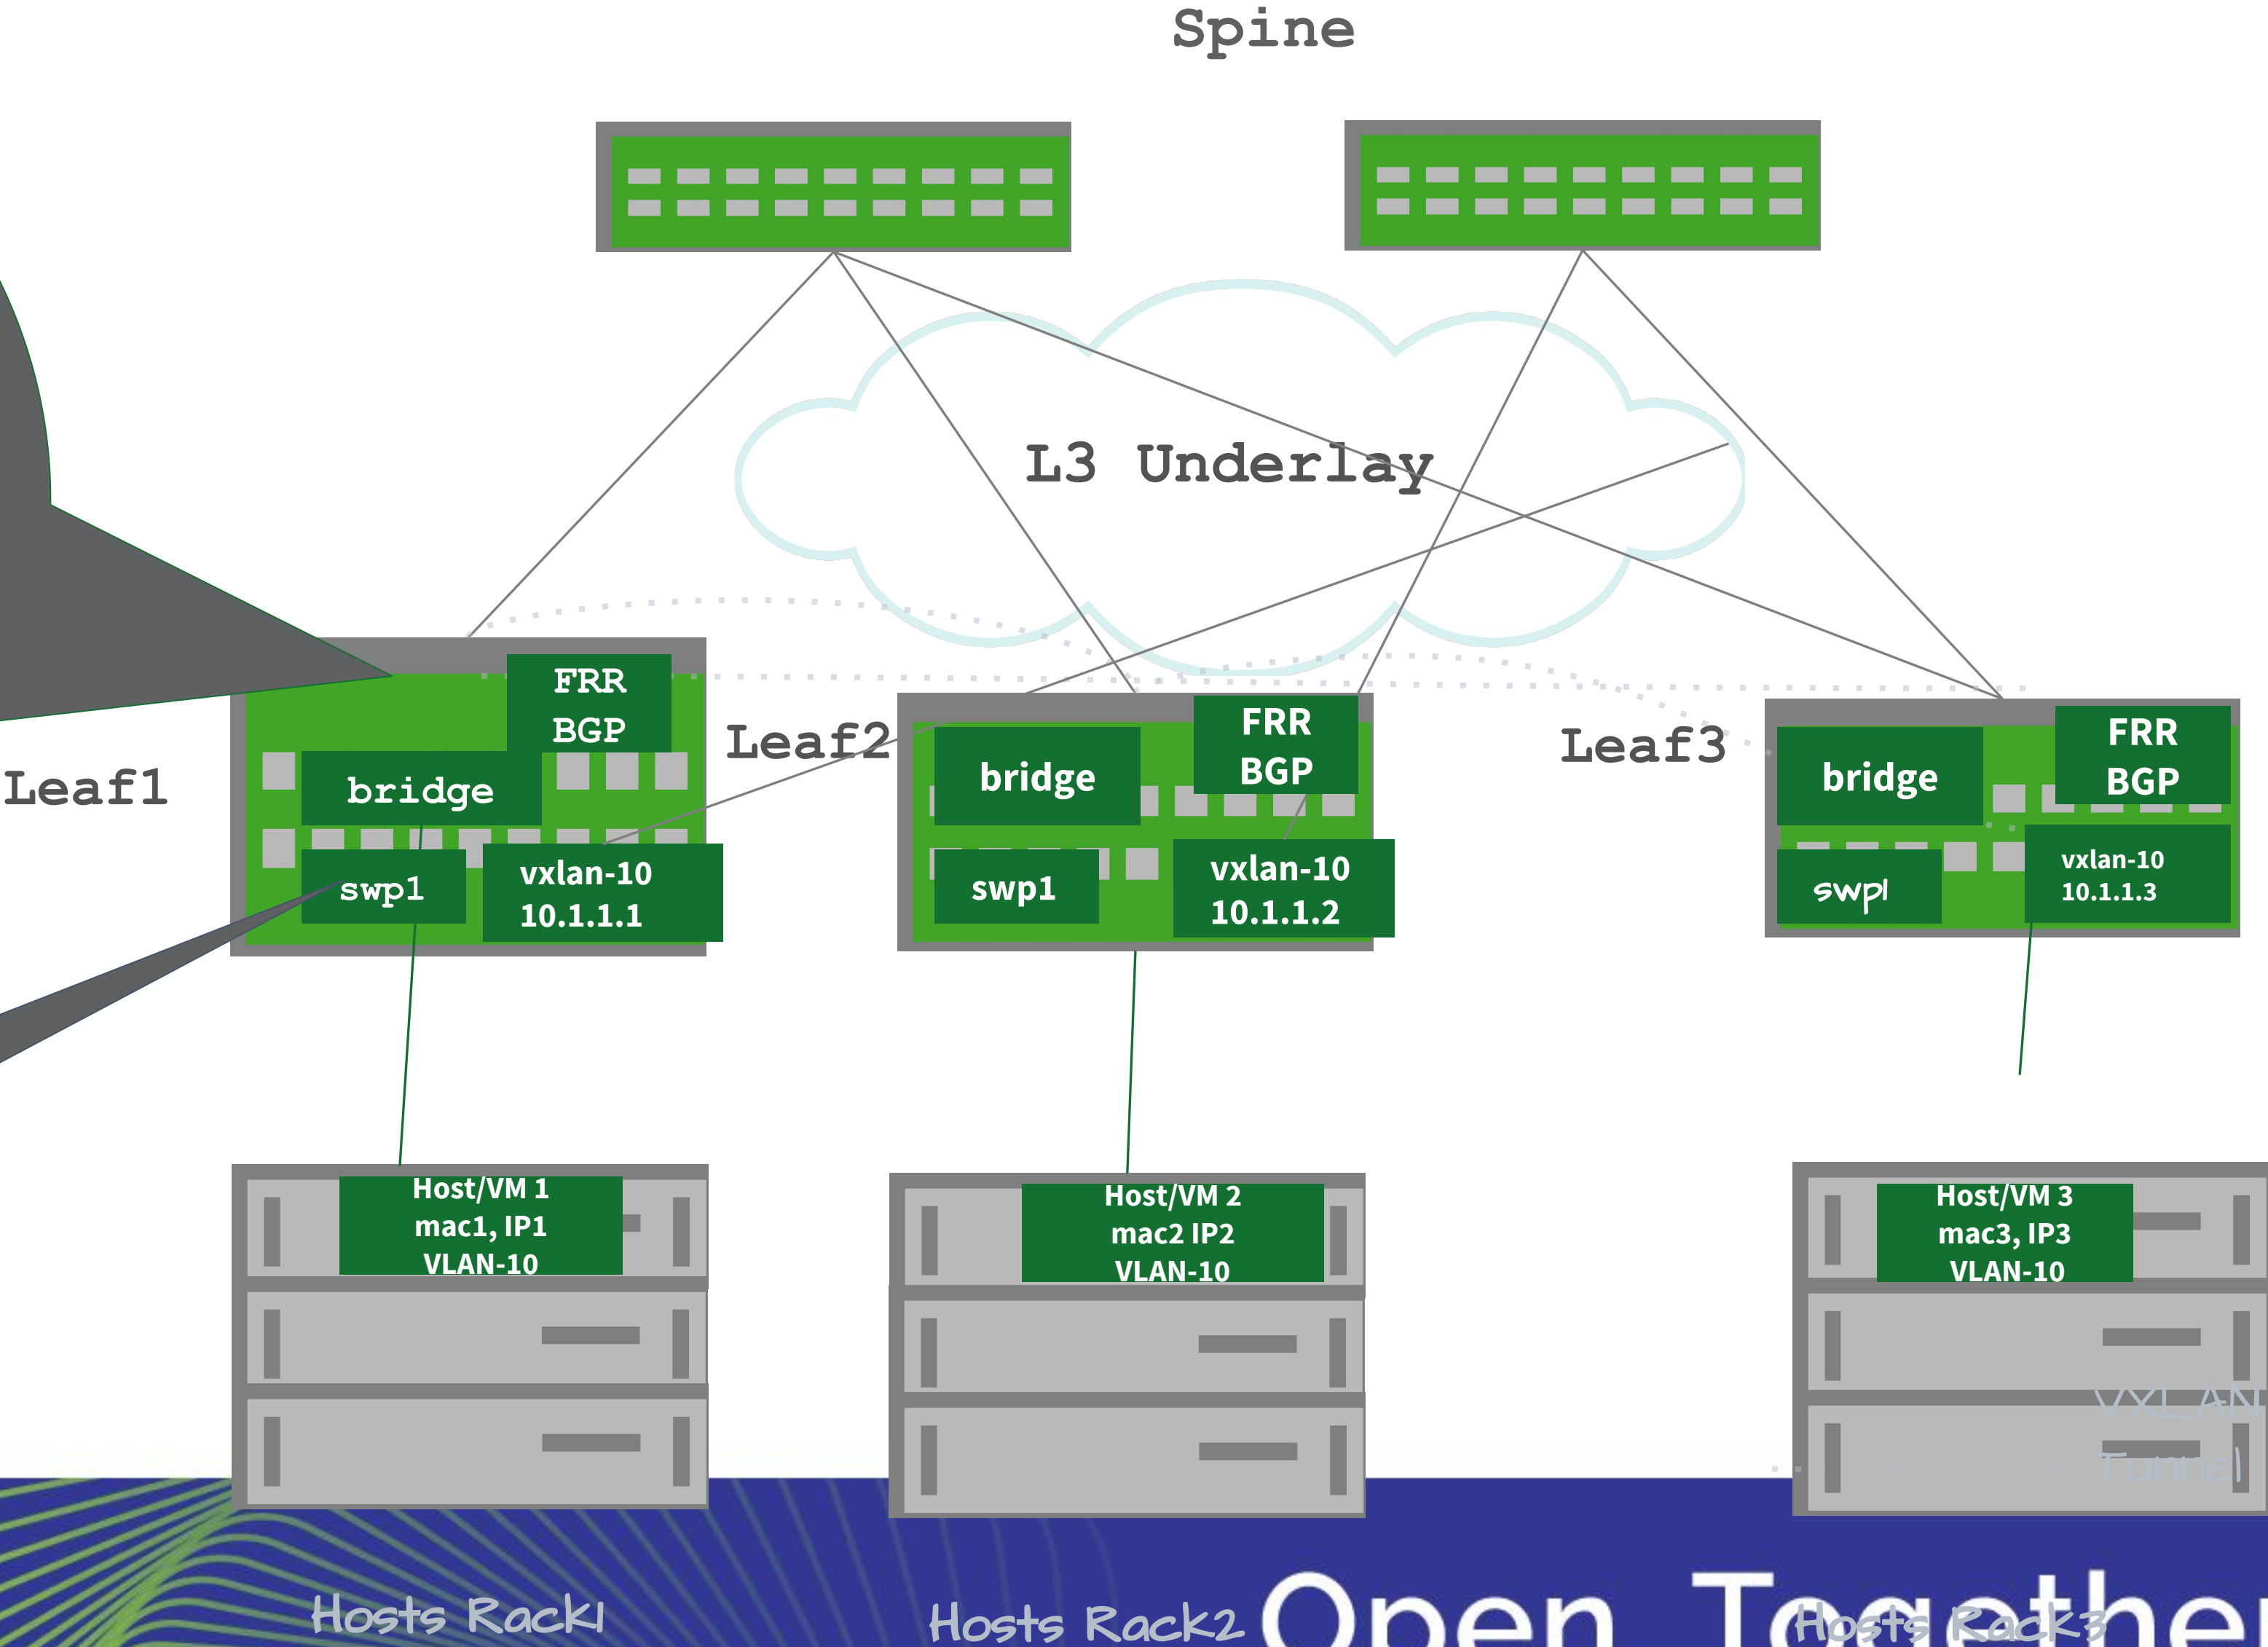 Spine
L3 Underlay
Leaf1
FRR
BGP
bridge
swp1
vxlan-10
10.1.1.1
Leaf2
FRR
BGP
bridge
swp1
vxlan-10
10.1.1.2
Leaf3
FRR
BGP
bridge
swp1
vxlan-10
10.1.1.3
Host/VM 1
mac1, IP1
VLAN-10
Host/VM 2
mac2 IP2
VLAN-10
Host/VM 3
mac3, IP3
VLAN-10
VXLAN
Tunnel
Hosts Rack1
Hosts Rack2
Hosts Rack3
Open Togethe